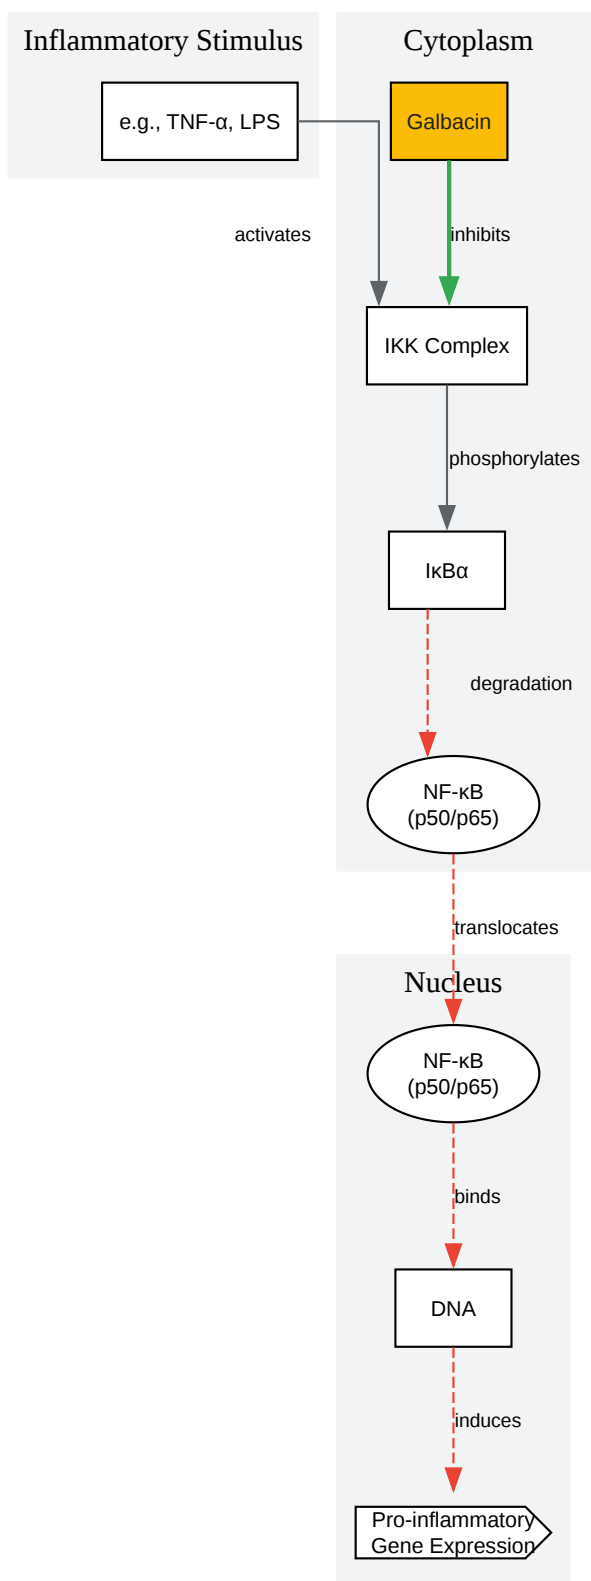 Inflammatory Stimulus
Cytoplasm
e.g., TNF-α, LPS
Galbacin
activates
inhibits
IKK Complex
phosphorylates
IκBα
degradation
NF-κB
(p50/p65)
translocates
Nucleus
NF-κB
(p50/p65)
binds
DNA
induces
Pro-inflammatory
Gene Expression